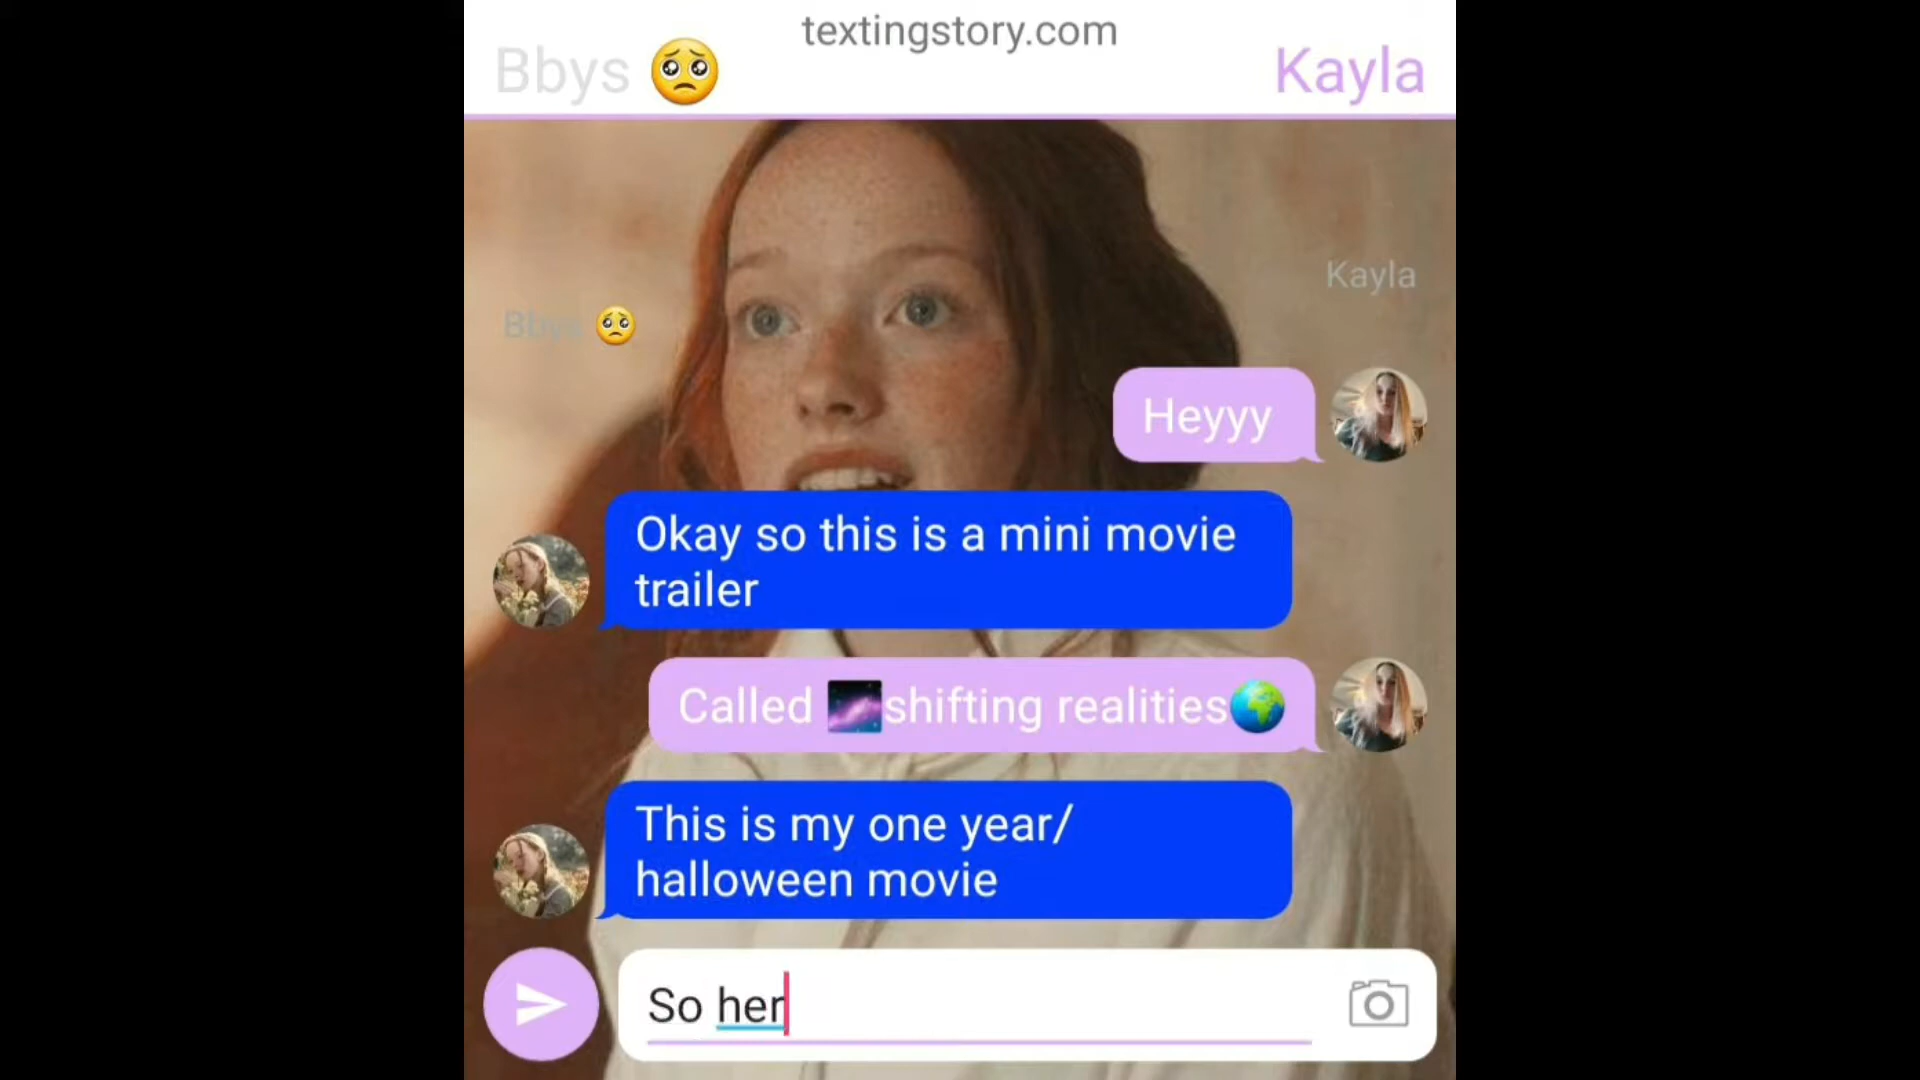 textingstory.com
Bbys 🥺
Kayla
Kayla
Bbys 🥺
Heyyy
Okay so this is a mini movie
trailer
Called 🌌shifting realities🌍
This is my one year/
halloween movie
So her